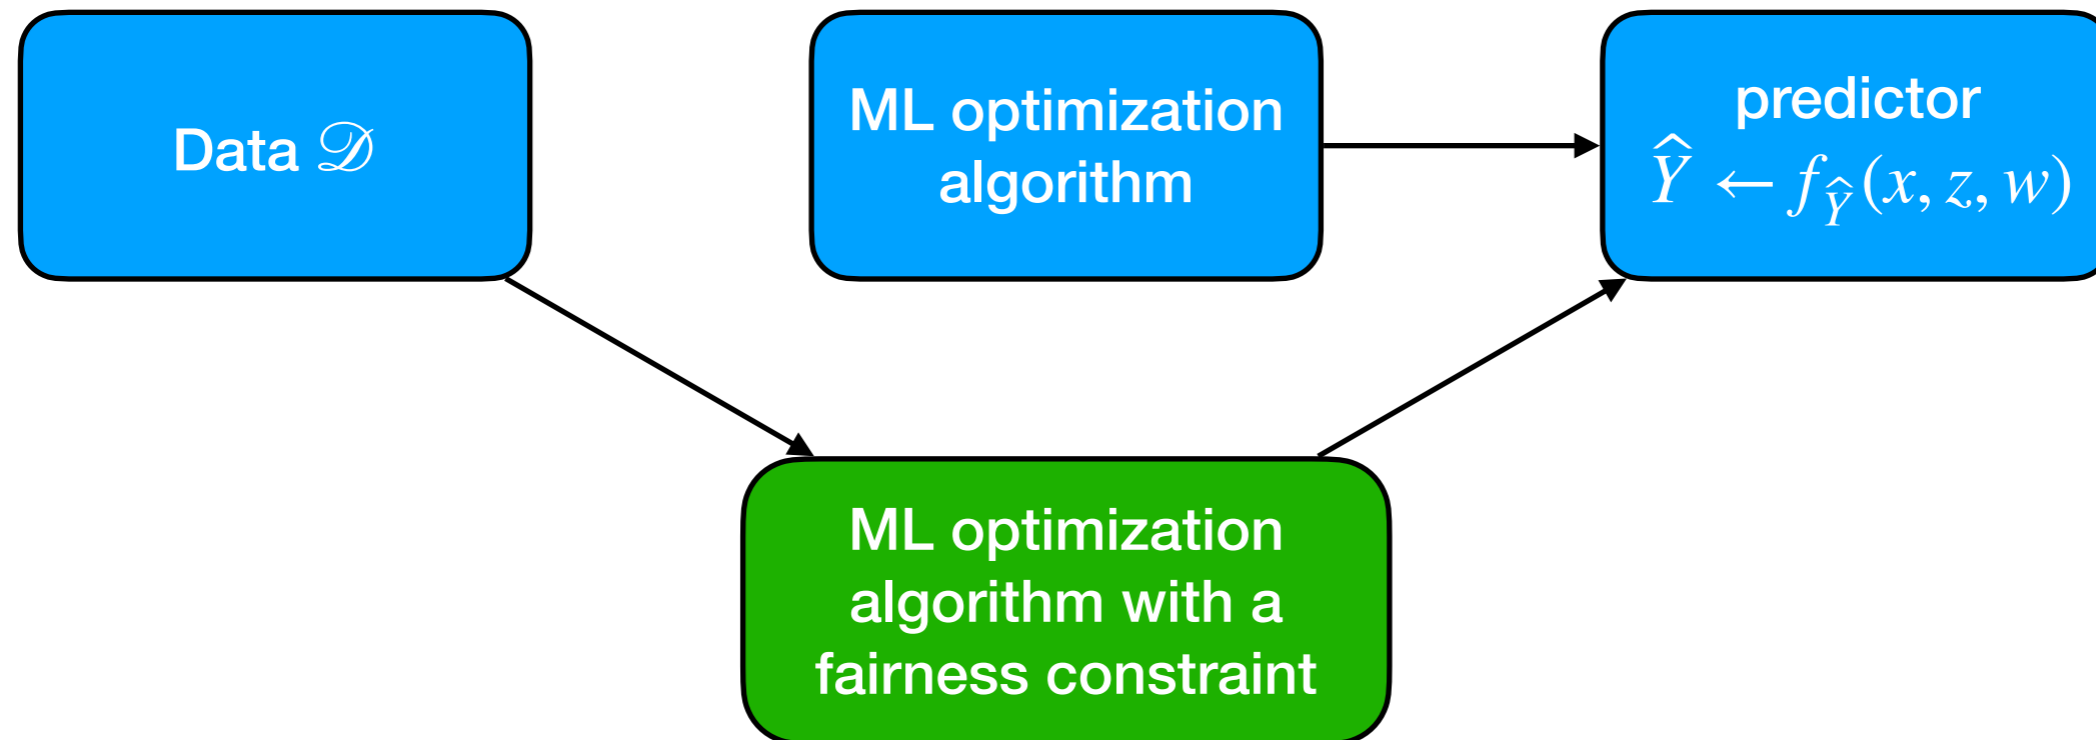 Data 𝒟
ML optimization
algorithm
predictor
Ŷ ← f_Ŷ(x, z, w)
ML optimization
algorithm with a
fairness constraint